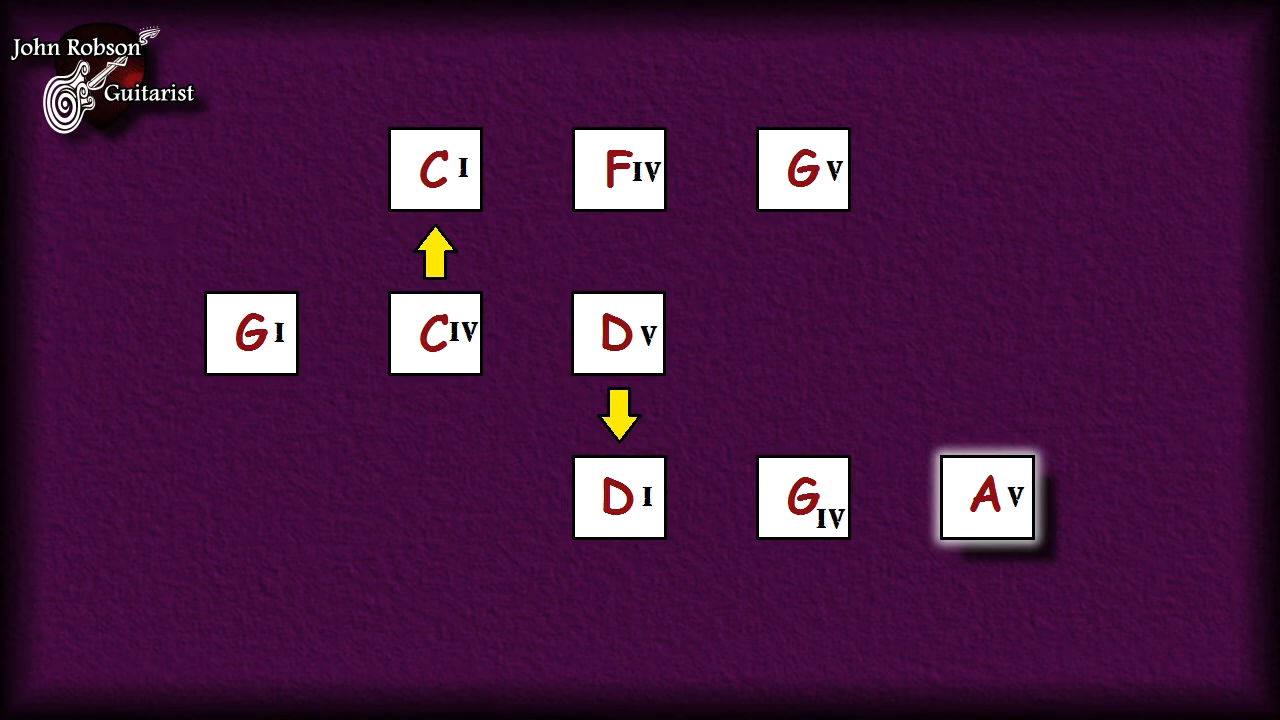 John Robson
Guitarist
C I F IV G V
G I C IV D V
D I G IV A V